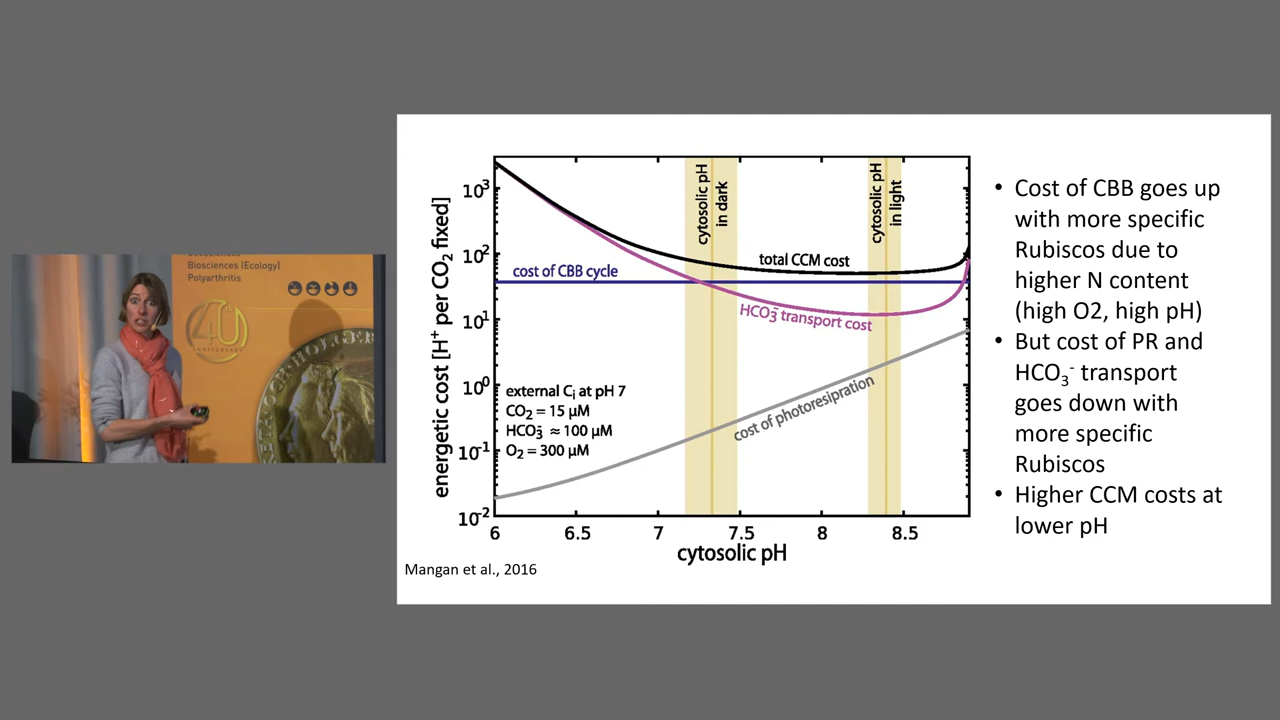 Biosciences (Ecology)
Polyarthritis
40
ANNIVERSARY
10³
10²
10¹
10⁰
10⁻¹
10⁻²
energetic cost [H⁺ per CO₂ fixed]
cytosolic pH
in dark
cytosolic pH
in light
total CCM cost
cost of CBB cycle
HCO₃⁻ transport cost
external Cᵢ at pH 7
CO₂ = 15 µM
HCO₃⁻ ≈ 100 µM
O₂ = 300 µM
cost of photoresipration
6 6.5 7 7.5 8 8.5
cytosolic pH
Mangan et al., 2016
• Cost of CBB goes up
with more specific
Rubiscos due to
higher N content
(high O2, high pH)
• But cost of PR and
HCO₃⁻ transport
goes down with
more specific
Rubiscos
• Higher CCM costs at
lower pH